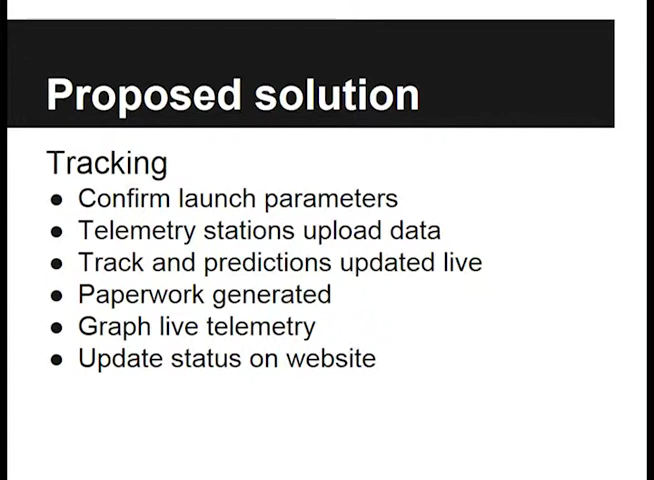 Proposed solution
Tracking
● Confirm launch parameters
● Telemetry stations upload data
● Track and predictions updated live
● Paperwork generated
● Graph live telemetry
● Update status on website